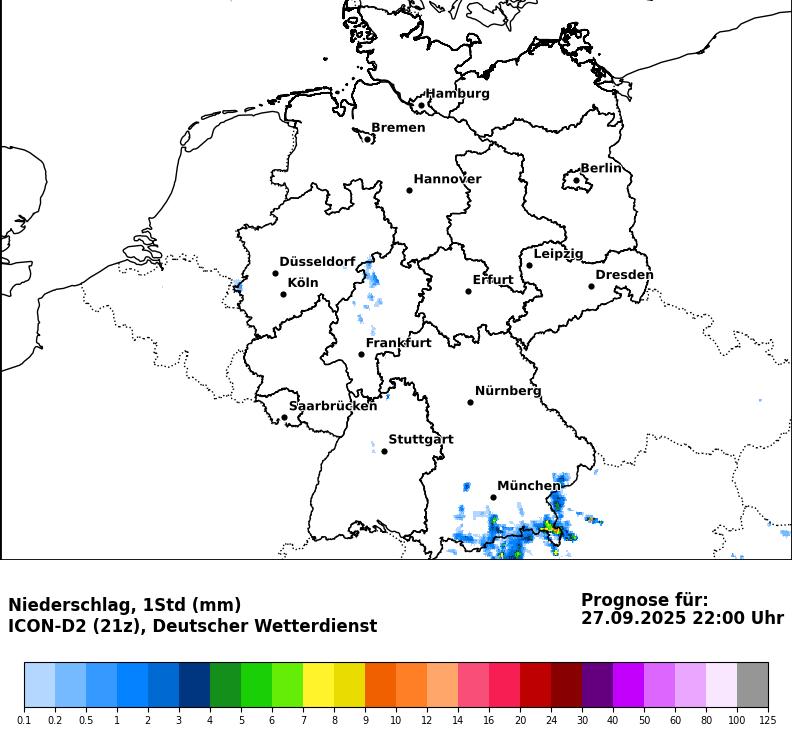 Hamburg
Bremen
Berlin
Hannover
Düsseldorf
Leipzig
Köln
Erfurt
Dresden
Frankfurt
Nürnberg
Saarbrücken
Stuttgart
München
Niederschlag, 1Std (mm)
ICON-D2 (21z), Deutscher Wetterdienst
Prognose für:
27.09.2025 22:00 Uhr
0.1 0.2 0.5 1 2 3 4 5 6 7 8 9 10 12 14 16 20 24 30 40 50 60 80 100 125